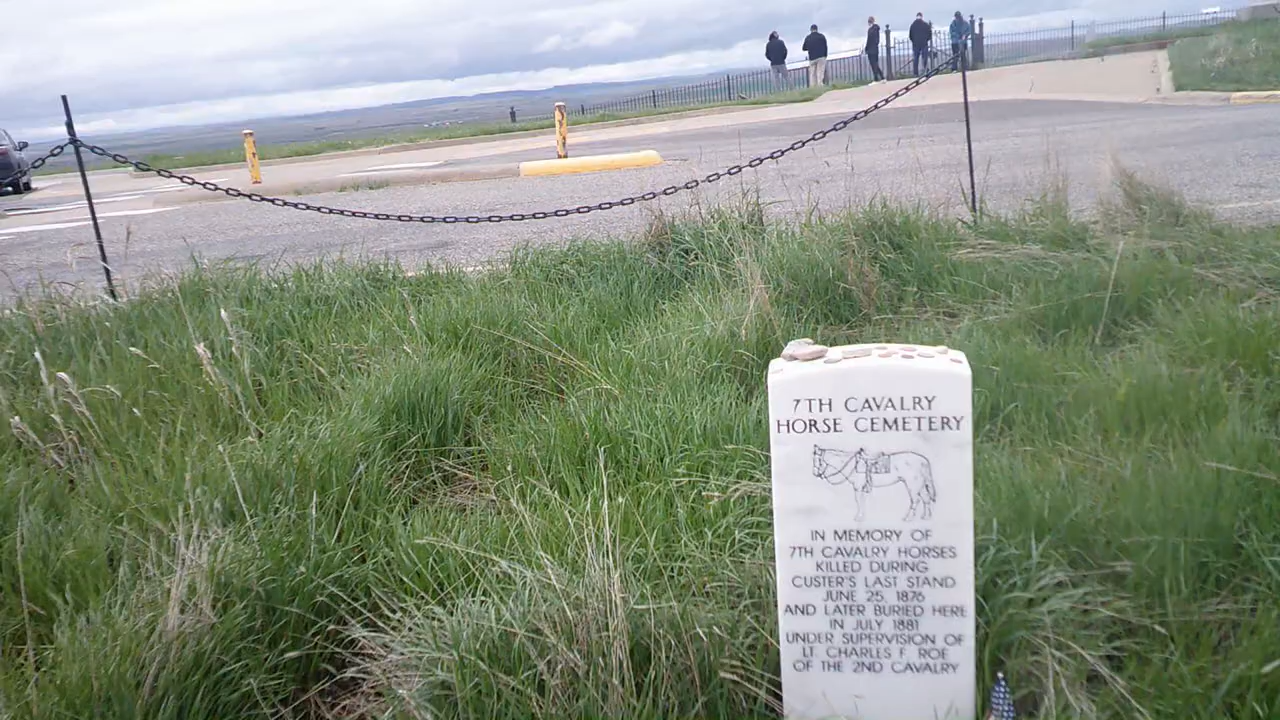 7TH CAVALRY
HORSE CEMETERY
IN MEMORY OF
7TH CAVALRY HORSES
KILLED DURING
CUSTER'S LAST STAND
JUNE 25, 1876
AND LATER BURIED HERE
IN JULY 1881
UNDER SUPERVISION OF
LT. CHARLES F. ROE
OF THE 2ND CAVALRY